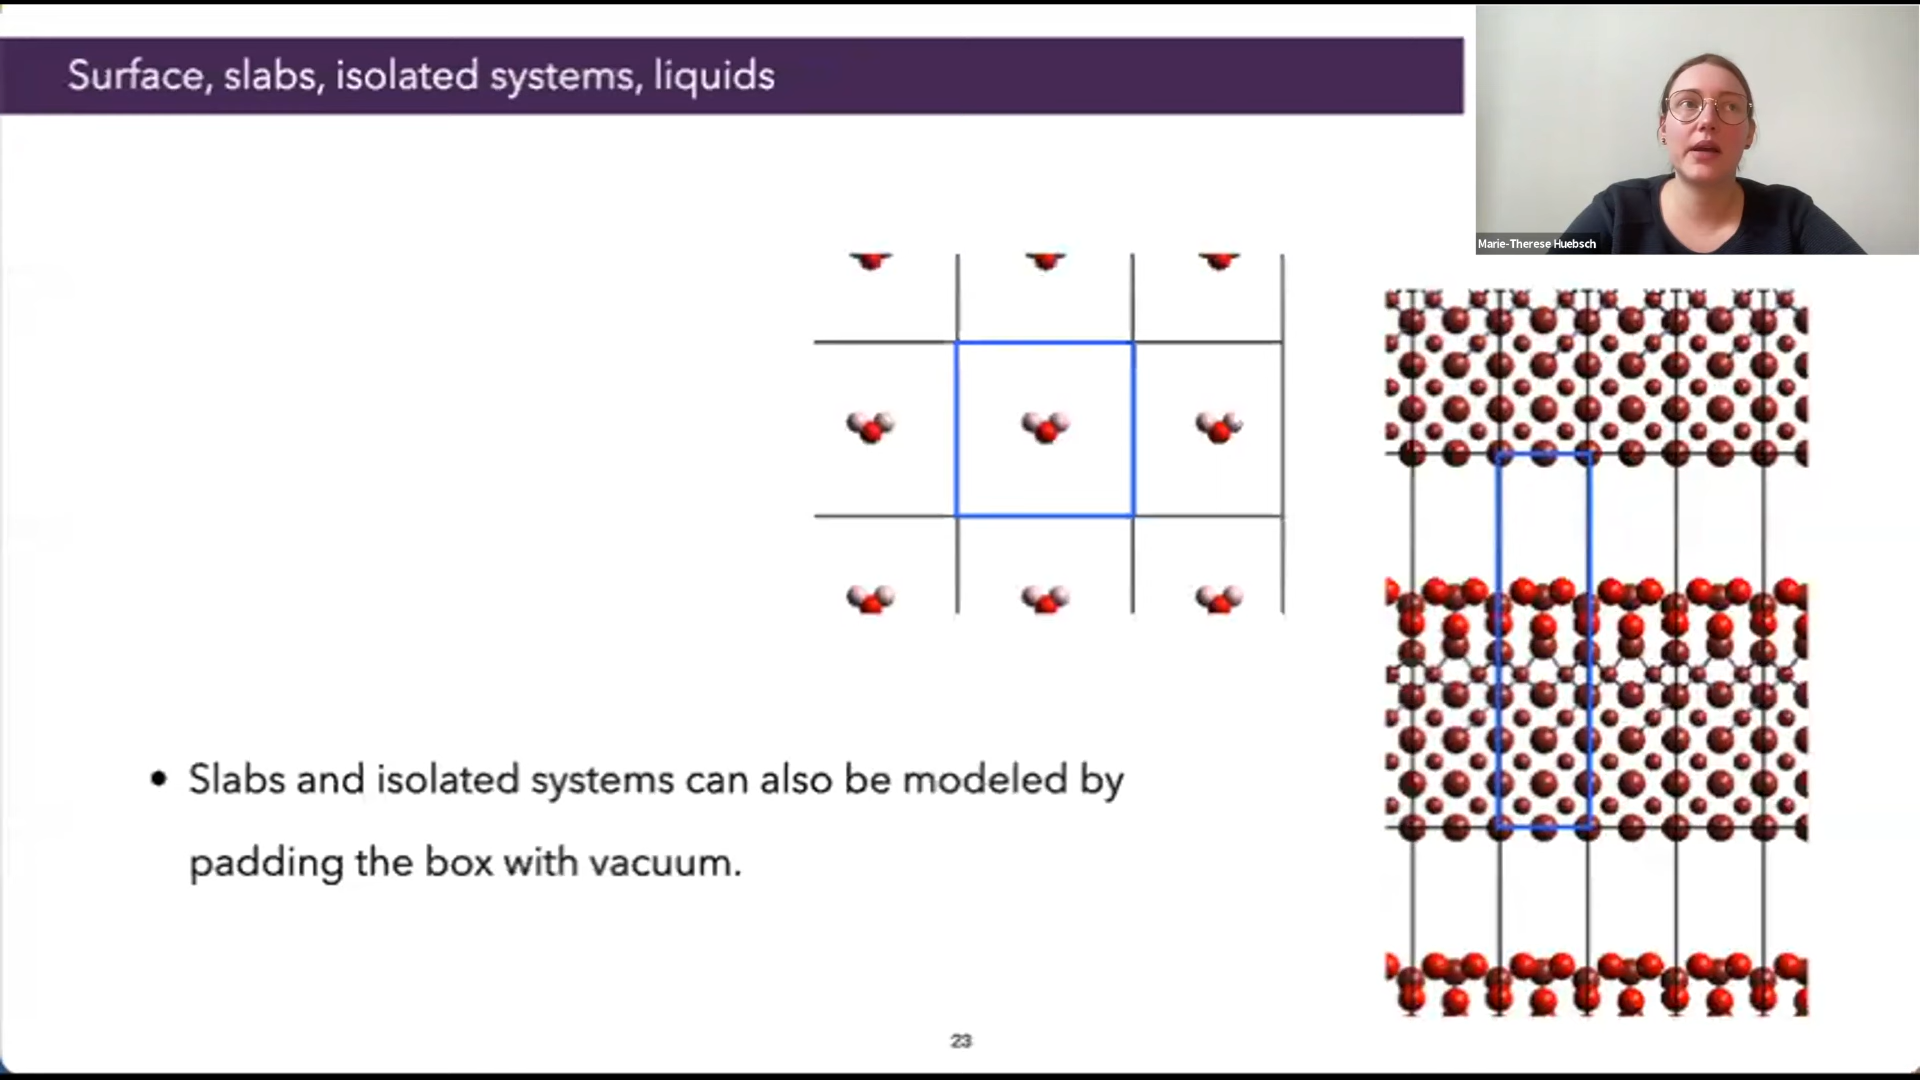 Surface, slabs, isolated systems, liquids
Marie-Therese Huebsch
• Slabs and isolated systems can also be modeled by
padding the box with vacuum.
23